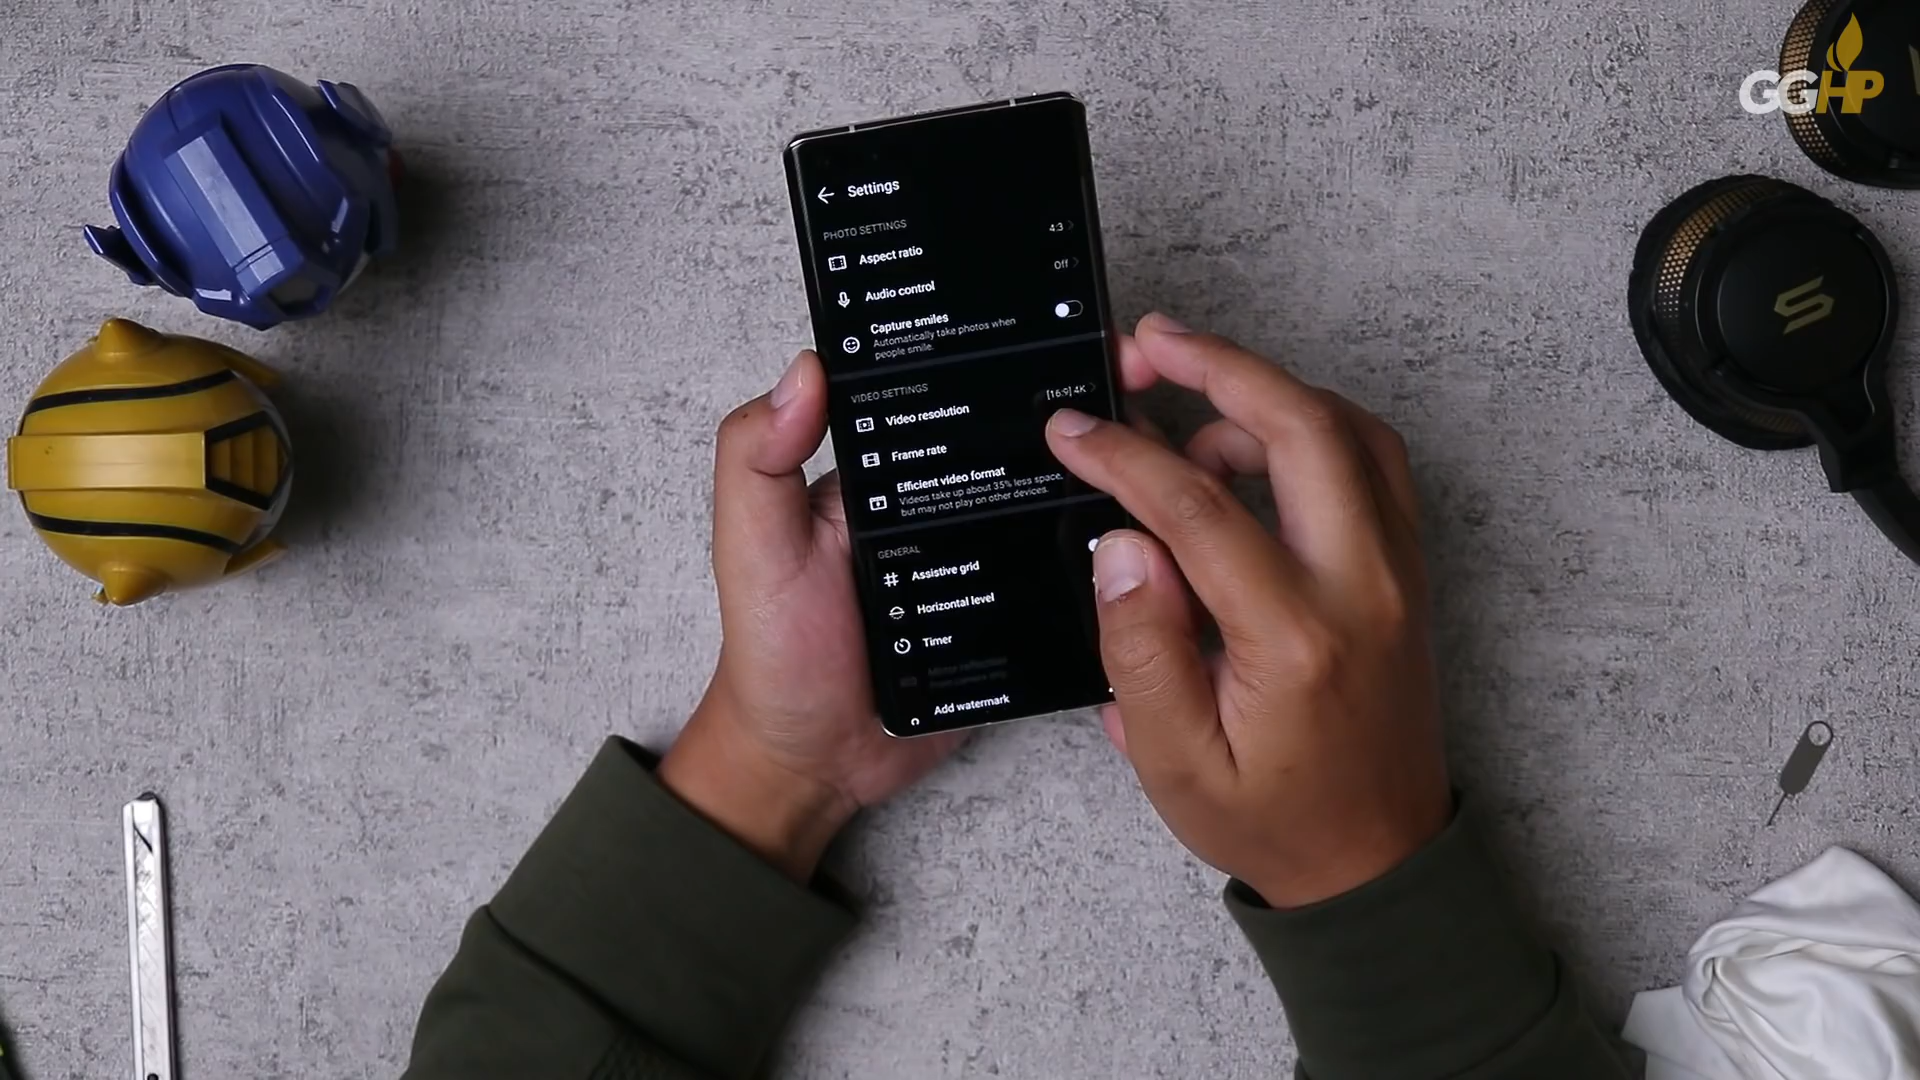 GGHP
Settings
PHOTO SETTINGS
Aspect ratio 4:3
Audio control Off
Capture smiles
Automatically take photos when
people smile.
VIDEO SETTINGS
Video resolution [16:9] 4K
Frame rate
Efficient video format
Videos take up about 35% less space,
but may not play on other devices.
GENERAL
Assistive grid
Horizontal level
Timer
Mirror reflection
Add watermark